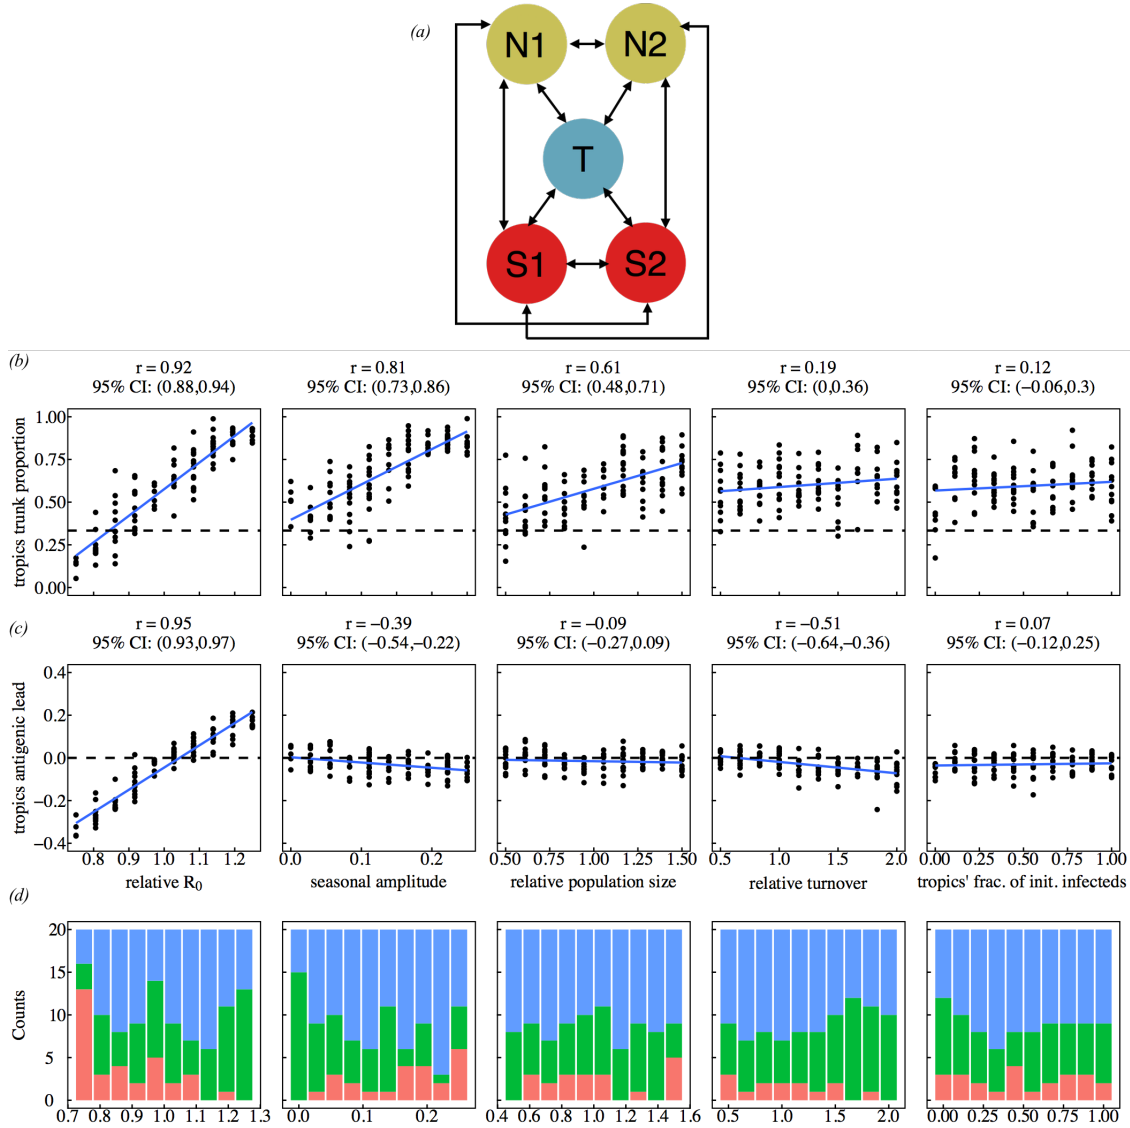 (a)
N1 N2
T
S1 S2
(b)
r = 0.92 r = 0.81 r = 0.61 r = 0.19 r = 0.12
95% CI: (0.88,0.94) 95% CI: (0.73,0.86) 95% CI: (0.48,0.71) 95% CI: (0,0.36) 95% CI: (−0.06,0.3)
tropics trunk proportion
1.00
0.75
0.50
0.25
0.00
(c)
r = 0.95 r = −0.39 r = −0.09 r = −0.51 r = 0.07
95% CI: (0.93,0.97) 95% CI: (−0.54,−0.22) 95% CI: (−0.27,0.09) 95% CI: (−0.64,−0.36) 95% CI: (−0.12,0.25)
tropics antigenic lead
0.4
0.2
0.0
−0.2
−0.4
0.8 0.9 1.0 1.1 1.2 0.0 0.1 0.2 0.50 0.75 1.00 1.25 1.50 0.5 1.0 1.5 2.0 0.00 0.25 0.50 0.75 1.00
relative R0 seasonal amplitude relative population size relative turnover tropics' frac. of init. infecteds
(d)
Counts
20
15
10
5
0
0.7 0.8 0.9 1.0 1.1 1.2 1.3 0.0 0.1 0.2 0.4 0.6 0.8 1.0 1.2 1.4 1.6 0.5 1.0 1.5 2.0 0.00 0.25 0.50 0.75 1.00